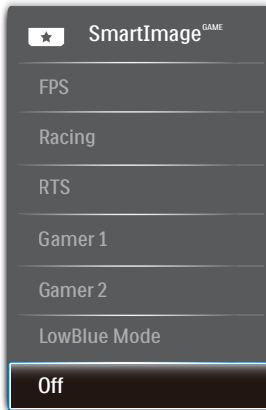 SmartImage GAME
FPS
Racing
RTS
Gamer 1
Gamer 2
LowBlue Mode
Off